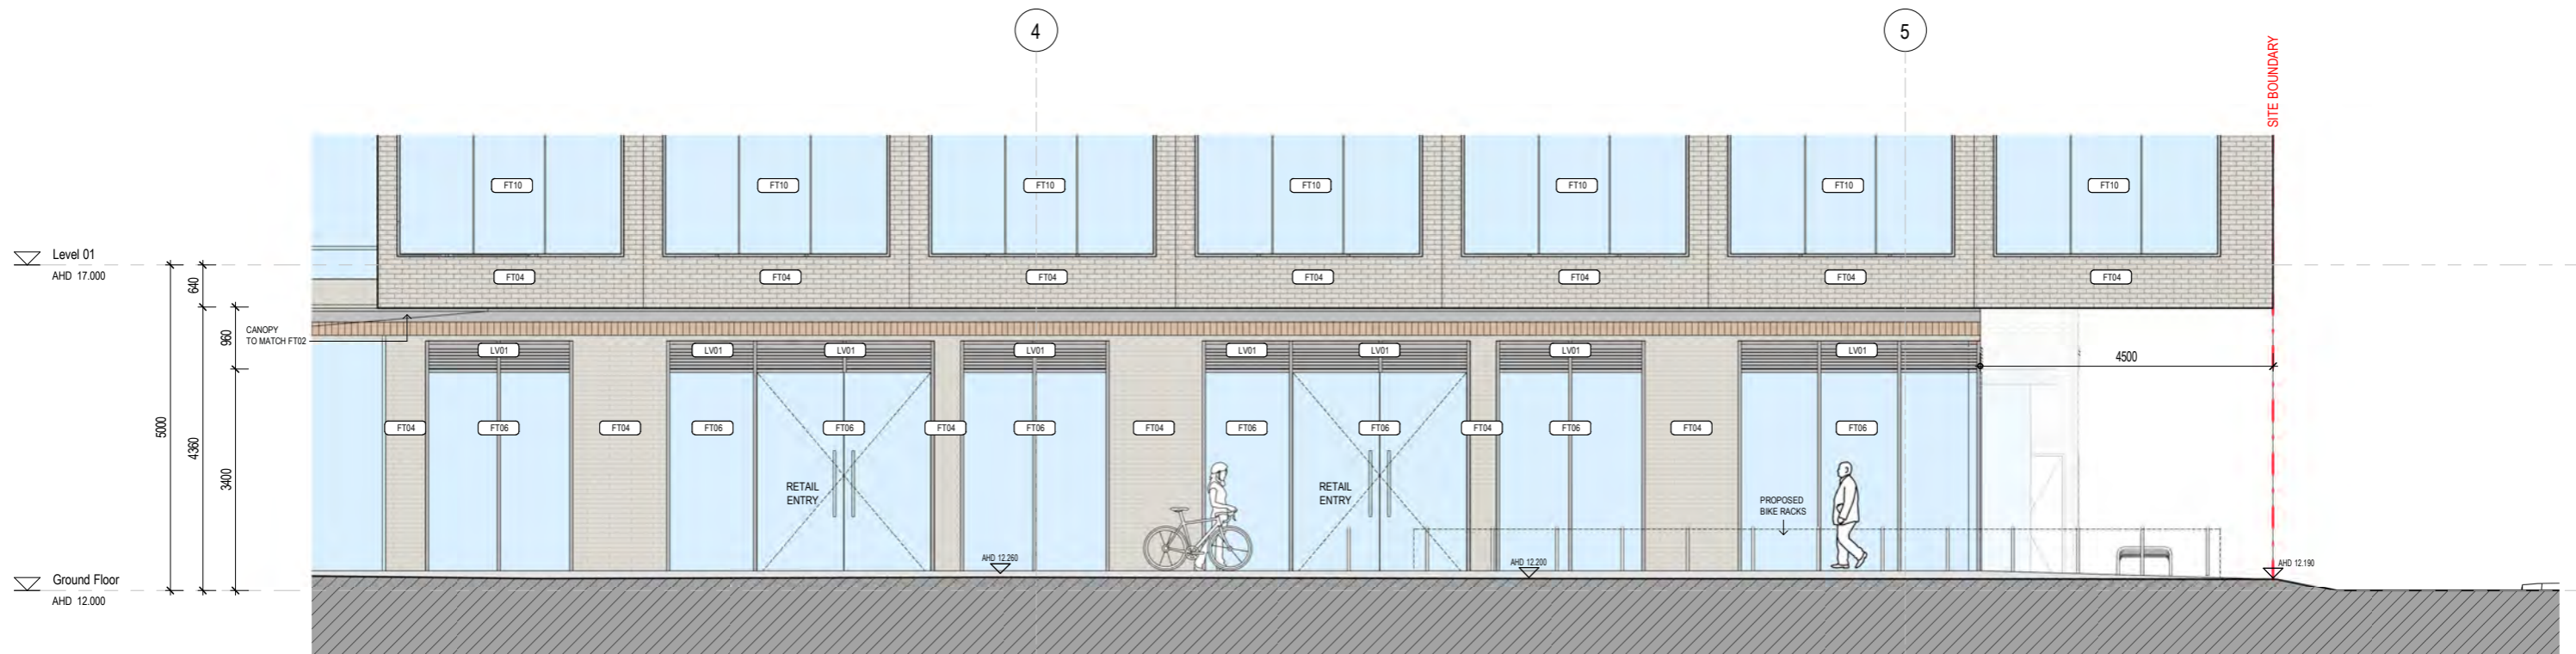 4
5
SITE BOUNDARY
FT10
FT10
FT10
FT10
FT10
FT10
FT10
Level 01
AHD 17.000
FT04
FT04
FT04
FT04
FT04
FT04
FT04
640
960
5000
4360
3400
CANOPY
TO MATCH FT02
LV01
LV01
LV01
LV01
LV01
LV01
LV01
LV01
4500
FT04
FT06
FT04
FT06
FT06
FT04
FT06
FT04
FT06
FT06
FT04
FT06
FT04
FT06
RETAIL
ENTRY
RETAIL
ENTRY
PROPOSED
BIKE RACKS
AHD 12.260
AHD 12.200
AHD 12.190
Ground Floor
AHD 12.000